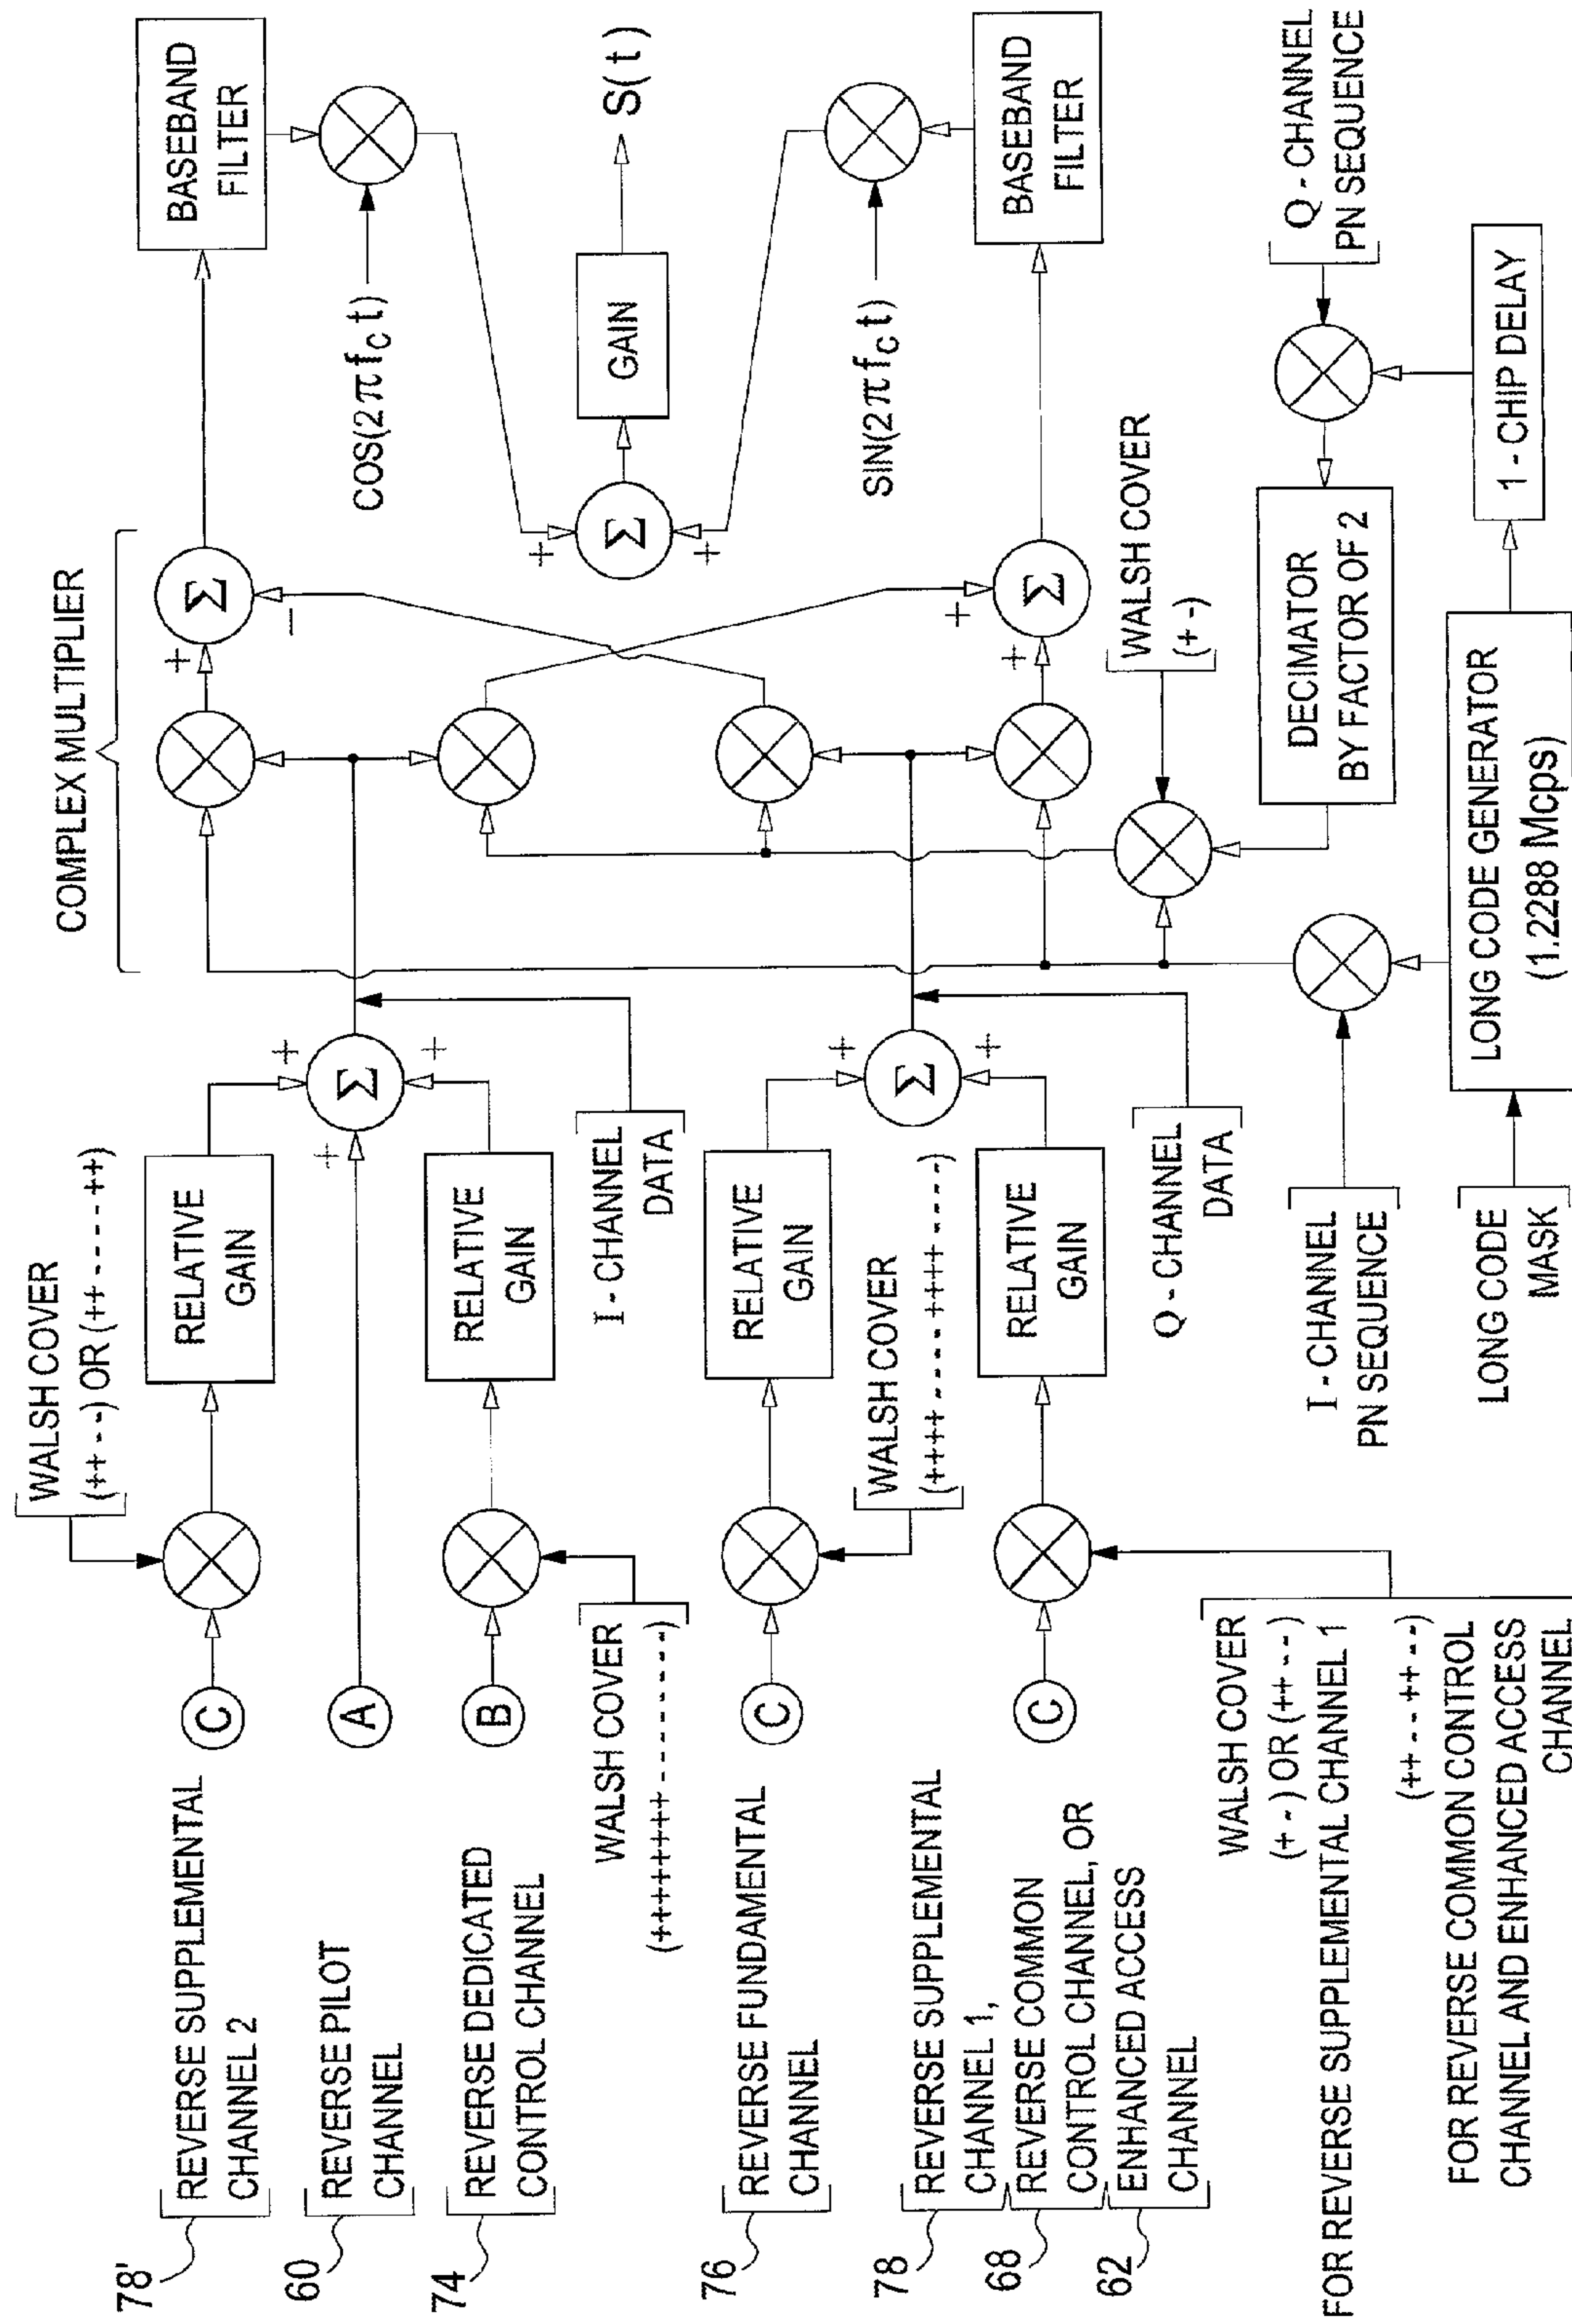 78'
REVERSE SUPPLEMENTAL
CHANNEL 2
60
REVERSE PILOT
CHANNEL
74
REVERSE DEDICATED
CONTROL CHANNEL
76
REVERSE FUNDAMENTAL
CHANNEL
78
REVERSE SUPPLEMENTAL
CHANNEL 1,
68
REVERSE COMMON
CONTROL CHANNEL, OR
62
ENHANCED ACCESS
CHANNEL
C
A
B
C
C
WALSH COVER
(++--) OR (++----++)
WALSH COVER
(++++++++--------)
WALSH COVER
(++++----++++----)
WALSH COVER
(+-) OR (++--)
FOR REVERSE SUPPLEMENTAL CHANNEL 1
(++--++--)
FOR REVERSE COMMON CONTROL
CHANNEL AND ENHANCED ACCESS
CHANNEL
RELATIVE
GAIN
RELATIVE
GAIN
RELATIVE
GAIN
RELATIVE
GAIN
+
+
+
Σ
+
+
Σ
I - CHANNEL
DATA
Q - CHANNEL
DATA
I - CHANNEL
PN SEQUENCE
LONG CODE
MASK
LONG CODE GENERATOR
(1.2288 Mcps)
1 - CHIP DELAY
Q - CHANNEL
PN SEQUENCE
DECIMATOR
BY FACTOR OF 2
WALSH COVER
(+ -)
COMPLEX MULTIPLIER
+
−
Σ
+
+
Σ
BASEBAND
FILTER
COS(2πfCt)
+
+
Σ
GAIN
S(t)
SIN(2πfCt)
BASEBAND
FILTER